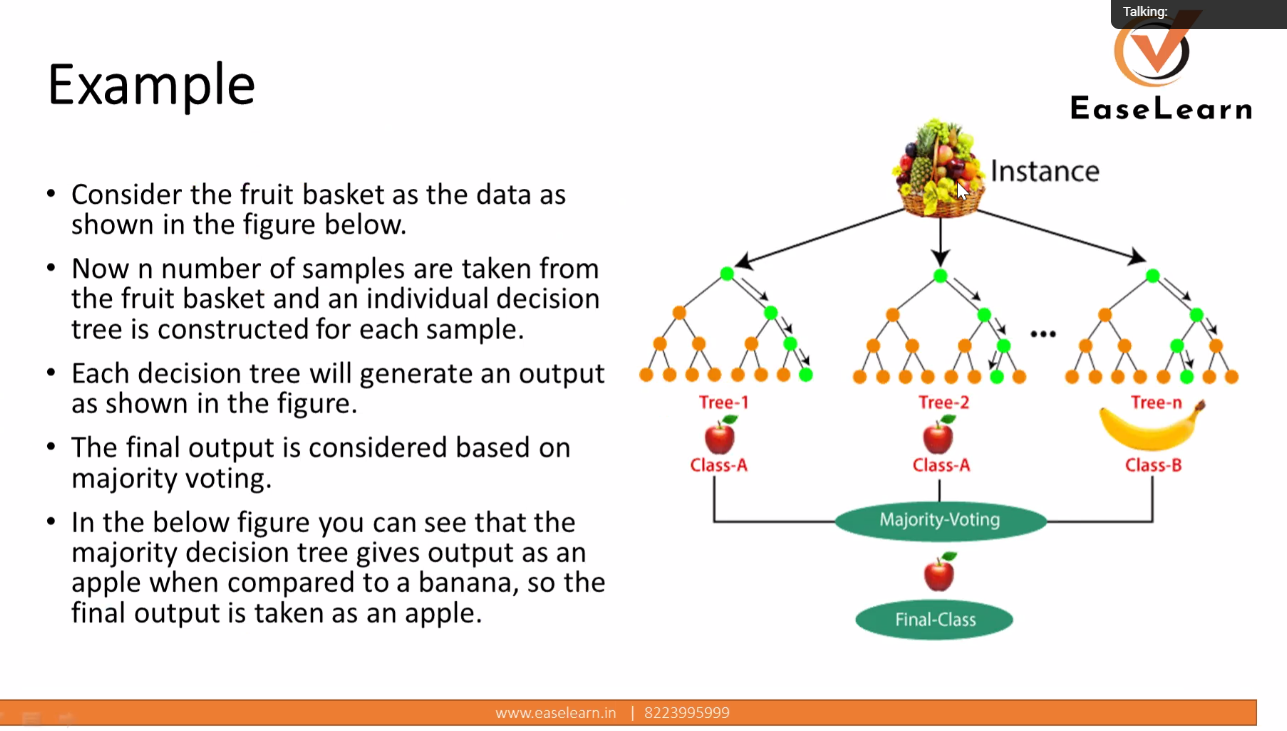 Talking:
EaseLearn
Example
• Consider the fruit basket as the data as
shown in the figure below.
• Now n number of samples are taken from
the fruit basket and an individual decision
tree is constructed for each sample.
• Each decision tree will generate an output
as shown in the figure.
• The final output is considered based on
majority voting.
• In the below figure you can see that the
majority decision tree gives output as an
apple when compared to a banana, so the
final output is taken as an apple.
Instance
Tree-1
Tree-2
Tree-n
Class-A
Class-A
Class-B
Majority-Voting
Final-Class
www.easelearn.in | 8223995999